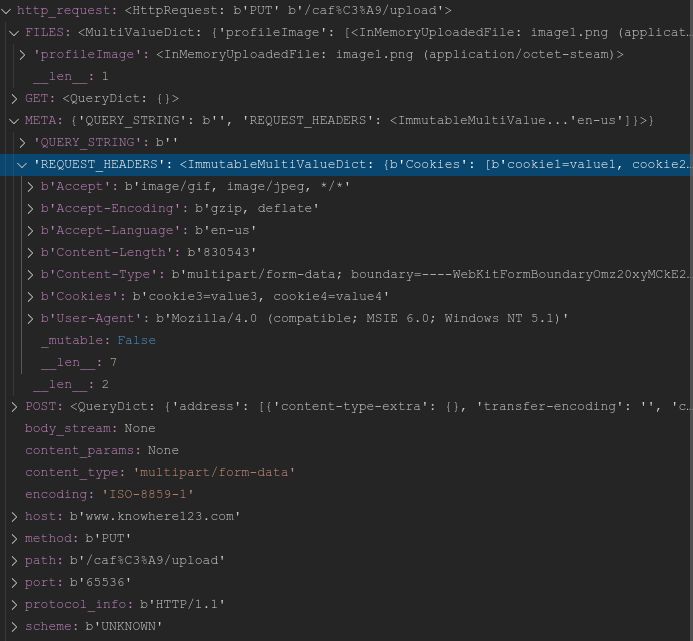 http_request: <HttpRequest: b'PUT' b'/caf%C3%A9/upload'>
FILES: <MultiValueDict: {'profileImage': [<InMemoryUploadedFile: image1.png (applicat...
'profileImage': <InMemoryUploadedFile: image1.png (application/octet-steam)>
__len__: 1
GET: <QueryDict: {}>
META: {'QUERY_STRING': b'', 'REQUEST_HEADERS': <ImmutableMultiValue...'en-us']}>}
'QUERY_STRING': b''
'REQUEST_HEADERS': <ImmutableMultiValueDict: {b'Cookies': [b'cookie1=value1, cookie2...
b'Accept': b'image/gif, image/jpeg, */*'
b'Accept-Encoding': b'gzip, deflate'
b'Accept-Language': b'en-us'
b'Content-Length': b'830543'
b'Content-Type': b'multipart/form-data; boundary=----WebKitFormBoundaryOmz20xyMCkE2...
b'Cookies': b'cookie3=value3, cookie4=value4'
b'User-Agent': b'Mozilla/4.0 (compatible; MSIE 6.0; Windows NT 5.1)'
_mutable: False
__len__: 7
__len__: 2
POST: <QueryDict: {'address': [{'content-type-extra': {}, 'transfer-encoding': '', 'c...
body_stream: None
content_params: None
content_type: 'multipart/form-data'
encoding: 'ISO-8859-1'
host: b'www.knowhere123.com'
method: b'PUT'
path: b'/caf%C3%A9/upload'
port: b'65536'
protocol_info: b'HTTP/1.1'
scheme: b'UNKNOWN'